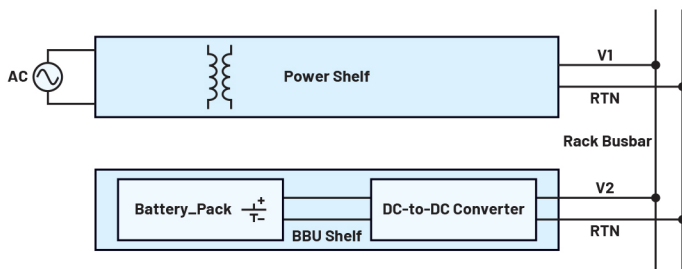 V1
AC
Power Shelf
RTN
Rack Busbar
V2
Battery_Pack
+
-
DC-to-DC Converter
RTN
BBU Shelf